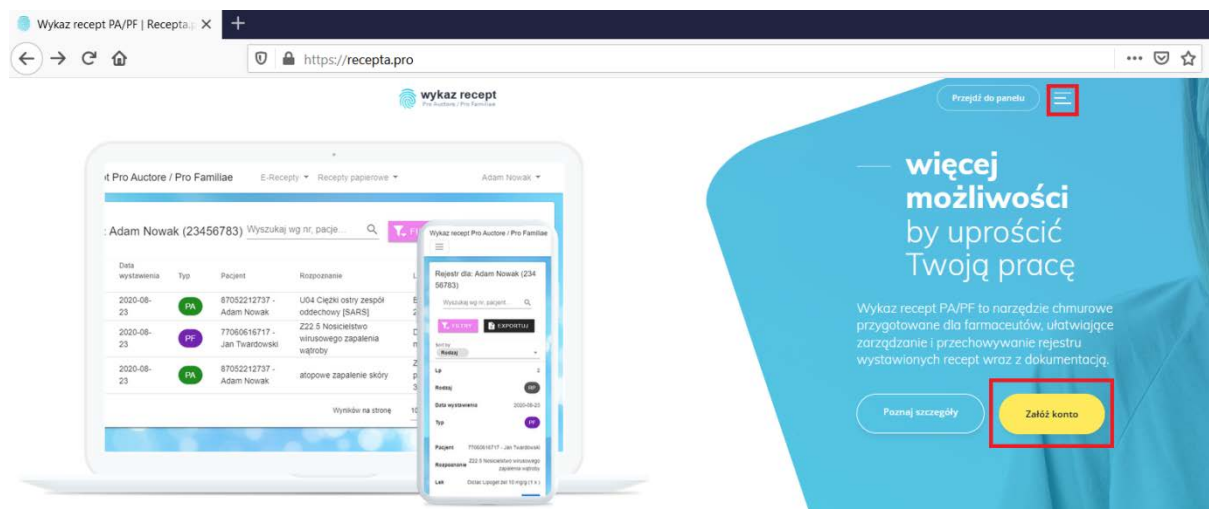 Wykaz recept PA/PF | Recepta.p
https://recepta.pro
wykaz recept
Pro Auctore / Pro Familiae
Przejdź do panelu
więcej
możliwości
by uprościć
Twoją pracę
Wykaz recept PA/PF to narzędzie chmurowe
przygotowane dla farmaceutów, ułatwiające
zarządzanie i przechowywanie rejestru
wystawionych recept wraz z dokumentacją.
Poznaj szczegóły
Załóż konto
ot Pro Auctore / Pro Familiae E-Recepty Recepty papierowe Adam Nowak
: Adam Nowak (23456783) Wyszukaj wg nr, pacje...
Data
wystawienia Typ Pacjent Rozpoznanie
2020-08-
23 PA 87052212737 -
Adam Nowak U04 Ciężki ostry zespół
oddechowy [SARS]
2020-08-
23 PF 77060616717 -
Jan Twardowski Z22.5 Nosicielstwo
wirusowego zapalenia
wątroby
2020-08-
23 PA 87052212737 -
Adam Nowak atopowe zapalenie skóry
Wyników na stronę 10
Wykaz recept Pro Auctore / Pro Familiae
Rejestr dla: Adam Nowak (234
56783)
Wyszukaj wg nr, pacjent...
FILTRY EXPORTUJ
Sort by
Rodzaj
Lp 2
Rodzaj RP
Data wystawienia 2020-08-23
Typ PF
Pacjent 77060616717 - Jan Twardowski
Rozpoznanie Z22.5 Nosicielstwo wirusowego
zapalenia wątroby
Lek